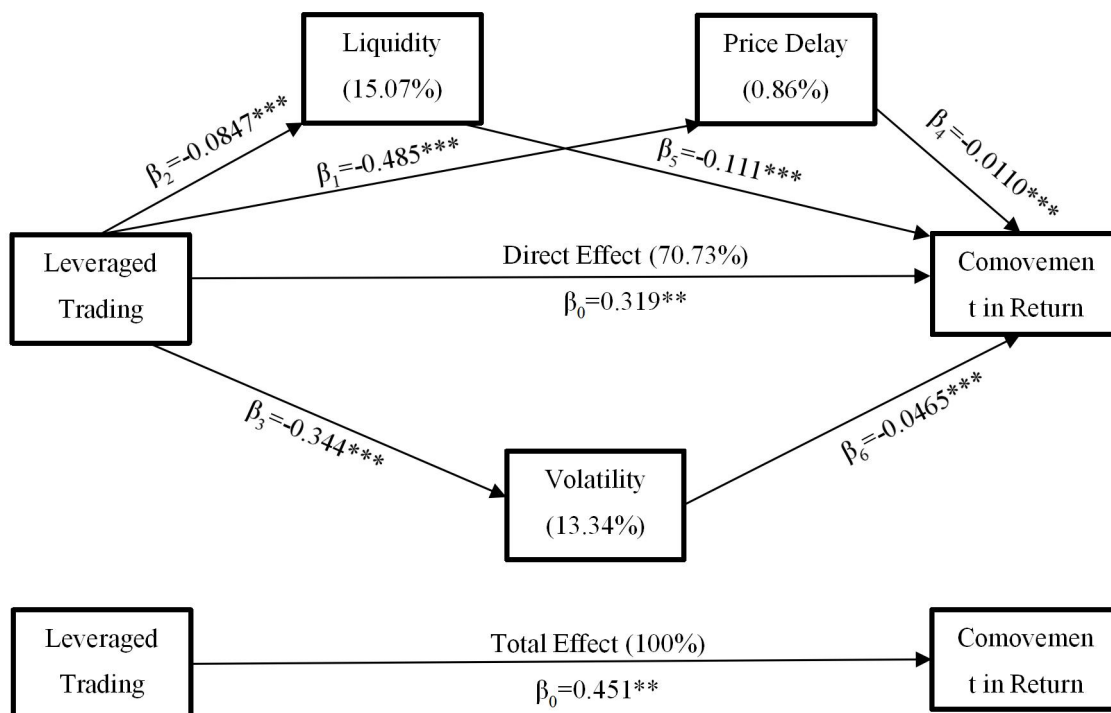 Liquidity
(15.07%)
Price Delay
(0.86%)
β2=-0.0847***
β1=-0.485***
β5=-0.111***
β4=-0.0110***
Leveraged
Trading
Direct Effect (70.73%)
β0=0.319**
Comovemen
t in Return
β3=-0.344***
Volatility
(13.34%)
β6=-0.0465***
Leveraged
Trading
Total Effect (100%)
β0=0.451**
Comovemen
t in Return